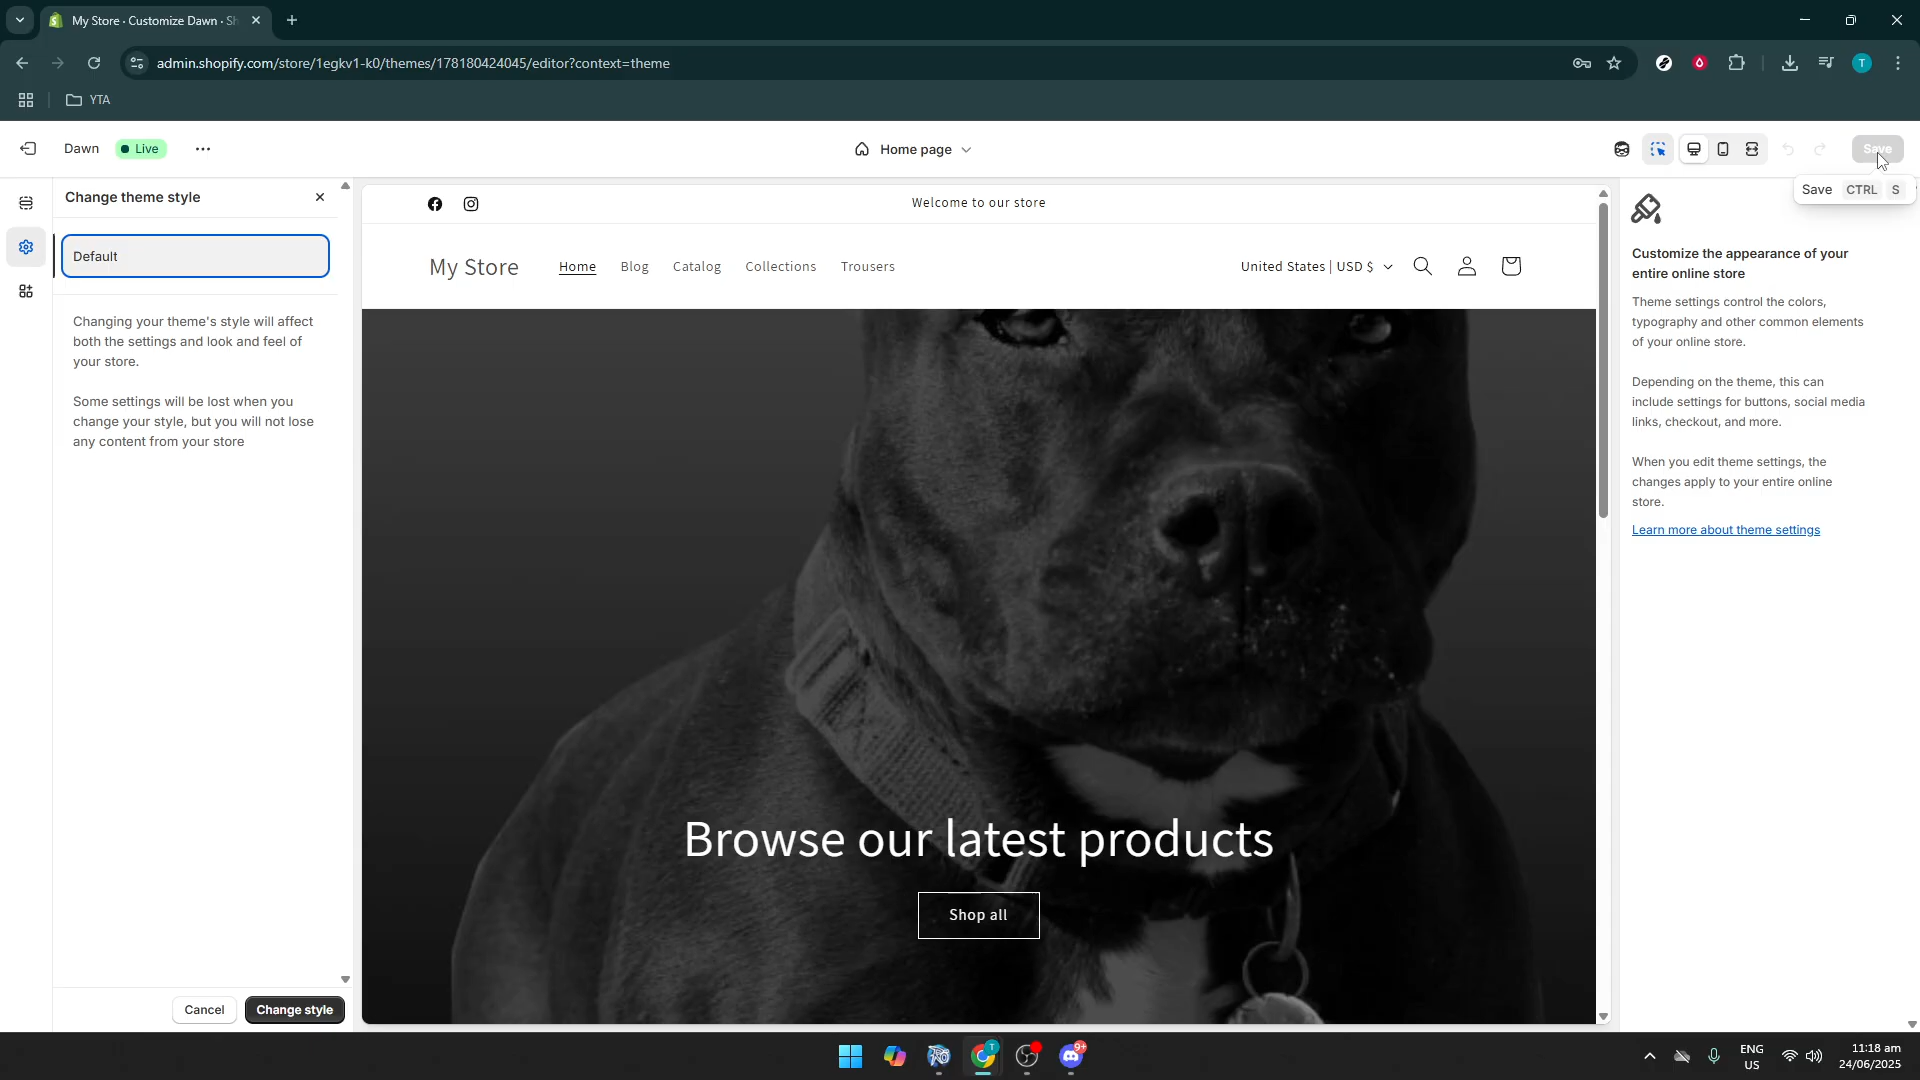 My Store · Customize Dawn · Sh
admin.shopify.com/store/1egkv1-k0/themes/178180424045/editor?context=theme
T
YTA
Dawn
Live
Home page
Save
Save CTRL S
Change theme style
Default
Changing your theme's style will affect
both the settings and look and feel of
your store.
Some settings will be lost when you
change your style, but you will not lose
any content from your store
Cancel
Change style
Welcome to our store
My Store
Home
Blog
Catalog
Collections
Trousers
United States | USD $
Browse our latest products
Shop all
Customize the appearance of your
entire online store
Theme settings control the colors,
typography and other common elements
of your online store.
Depending on the theme, this can
include settings for buttons, social media
links, checkout, and more.
When you edit theme settings, the
changes apply to your entire online
store.
Learn more about theme settings
T
9+
ENG
US
11:18 am
24/06/2025